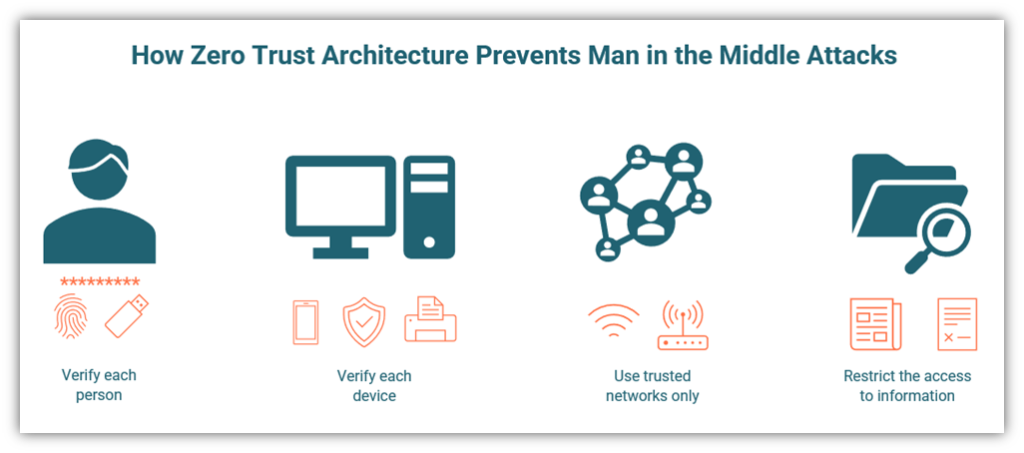 How Zero Trust Architecture Prevents Man in the Middle Attacks
*********
Verify each
person
Verify each
device
Use trusted
networks only
Restrict the access
to information